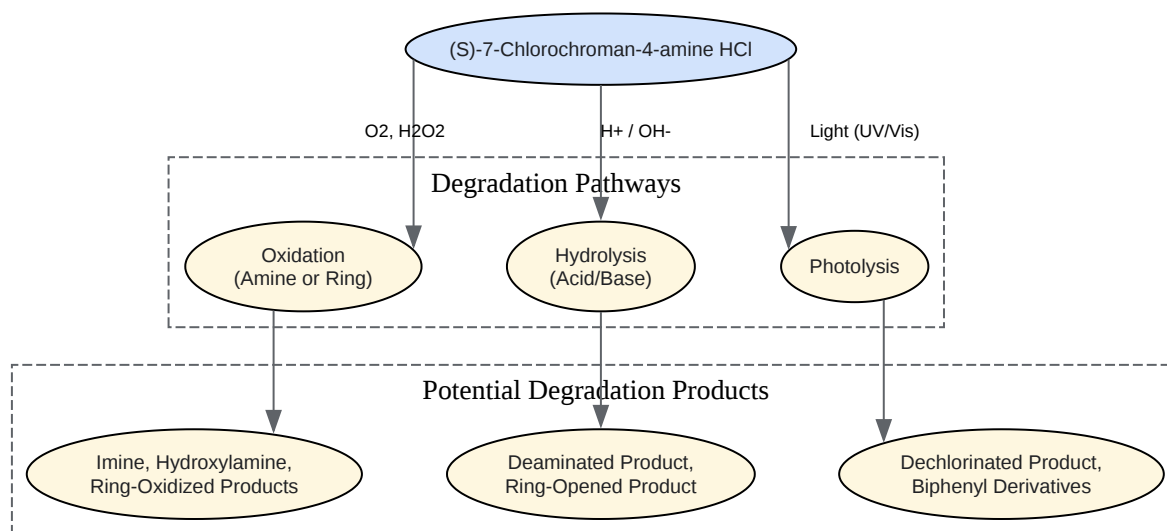 (S)-7-Chlorochroman-4-amine HCl
O2, H2O2
H+ / OH-
Light (UV/Vis)
Degradation Pathways
Oxidation
(Amine or Ring)
Hydrolysis
(Acid/Base)
Photolysis
Potential Degradation Products
Imine, Hydroxylamine,
Ring-Oxidized Products
Deaminated Product,
Ring-Opened Product
Dechlorinated Product,
Biphenyl Derivatives